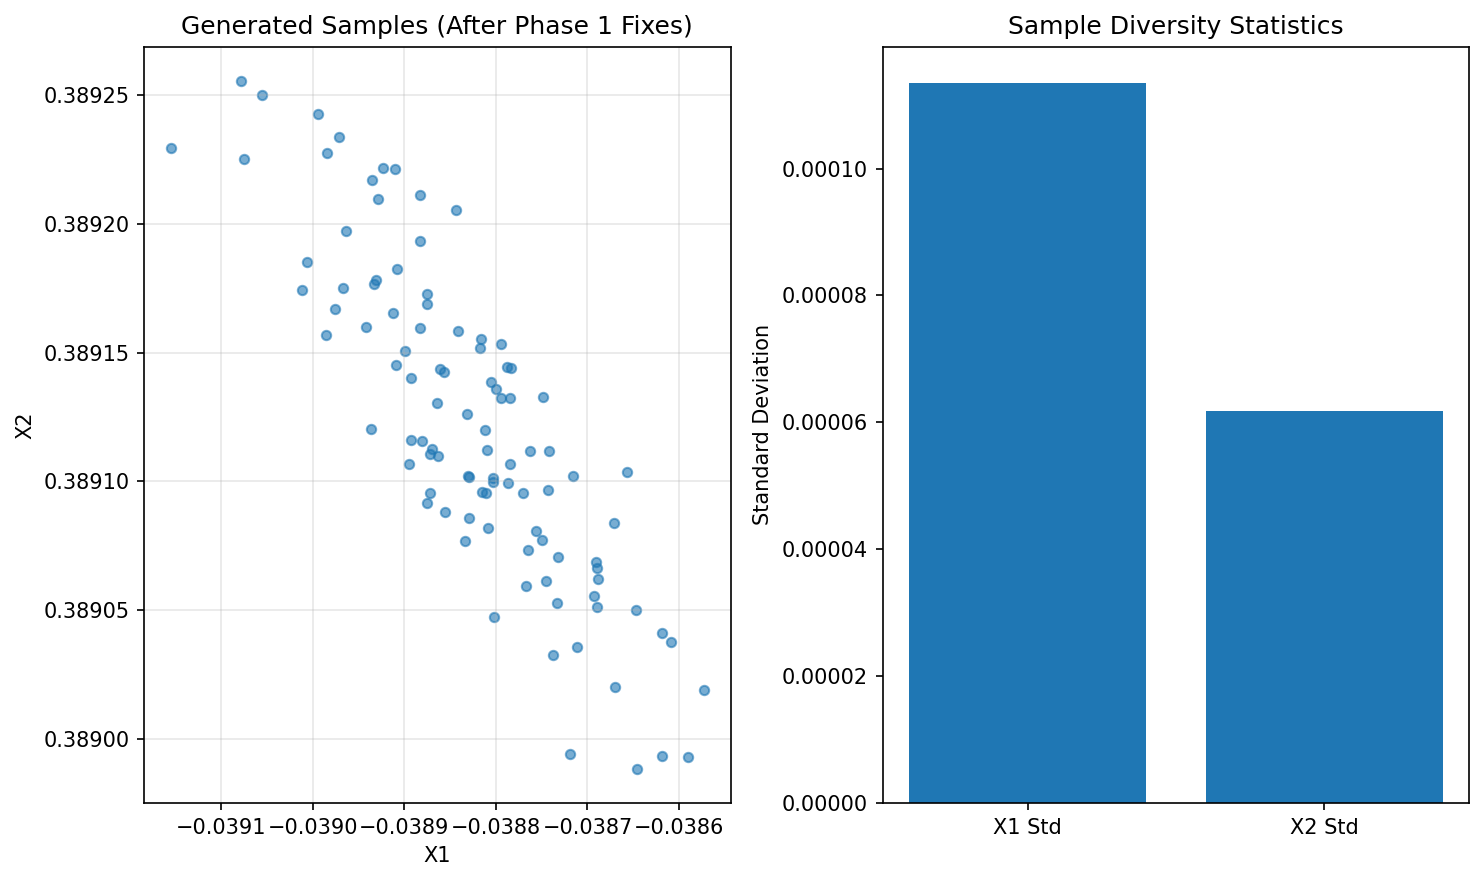 Generated Samples (After Phase 1 Fixes)
0.38925
0.38920
0.38915
0.38910
0.38905
0.38900
X2
−0.0391 −0.0390 −0.0389 −0.0388 −0.0387 −0.0386
X1
Sample Diversity Statistics
0.00010
0.00008
0.00006
0.00004
0.00002
0.00000
Standard Deviation
X1 Std X2 Std